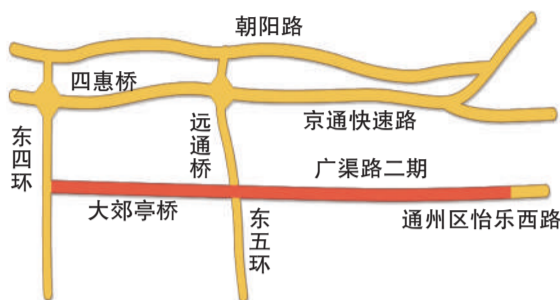 朝阳路
四惠桥
京通快速路
东四环
远通桥
广渠路二期
大郊亭桥
东五环
通州区怡乐西路